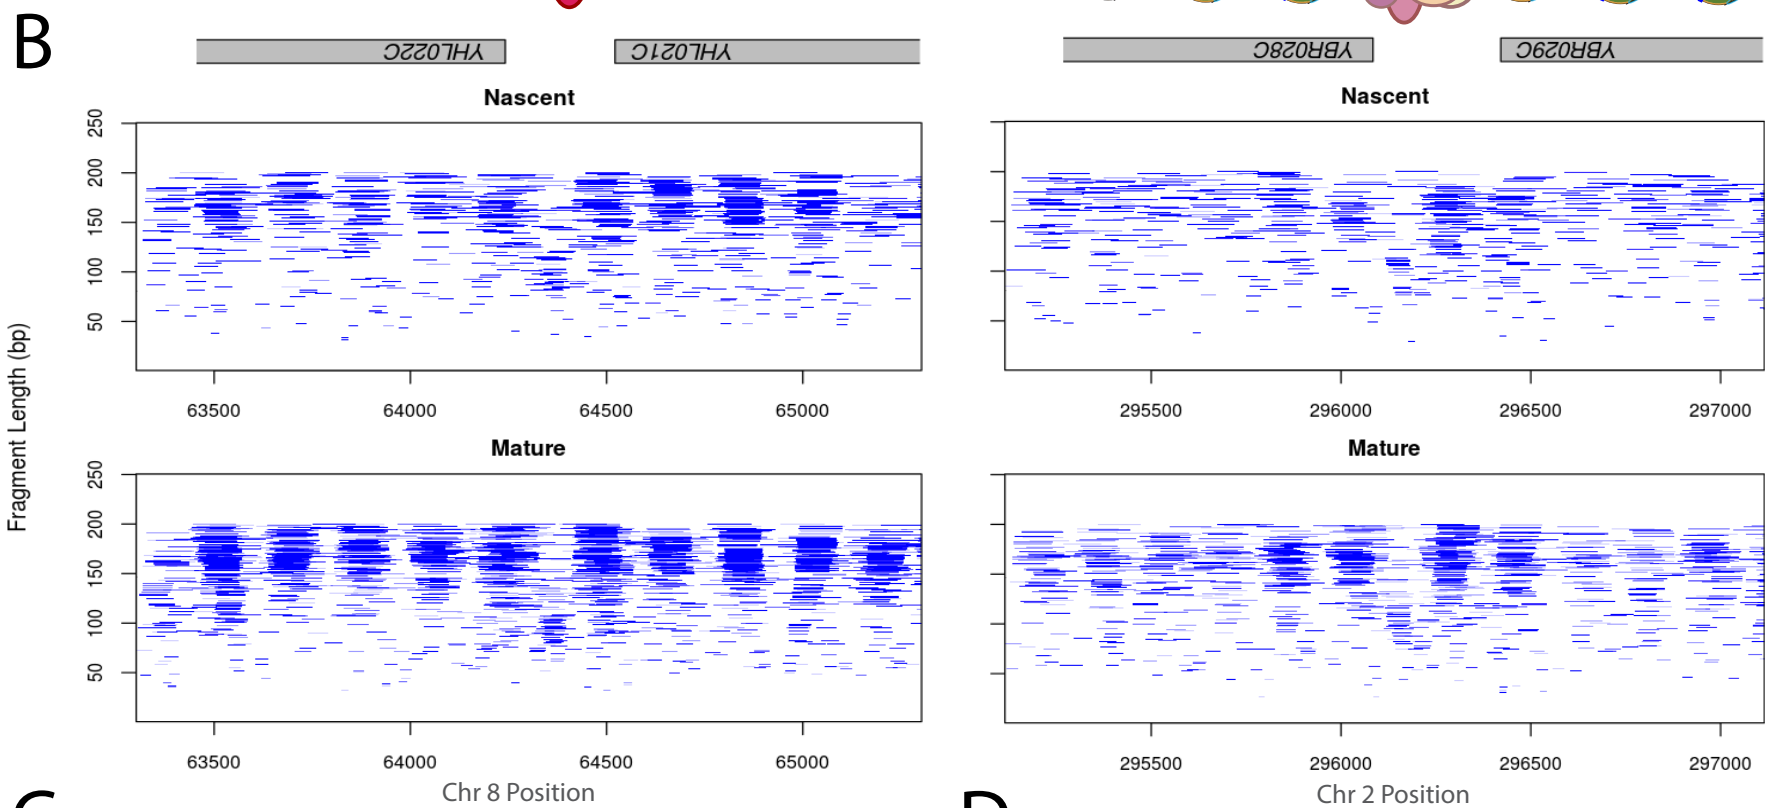 B
YHL022C YHL021C YBR028C YBR029C
Nascent Nascent
Fragment Length (bp)
250
200
150
100
50
63500 64000 64500 65000 295500 296000 296500 297000
Mature Mature
250
200
150
100
50
63500 64000 64500 65000 295500 296000 296500 297000
Chr 8 Position Chr 2 Position